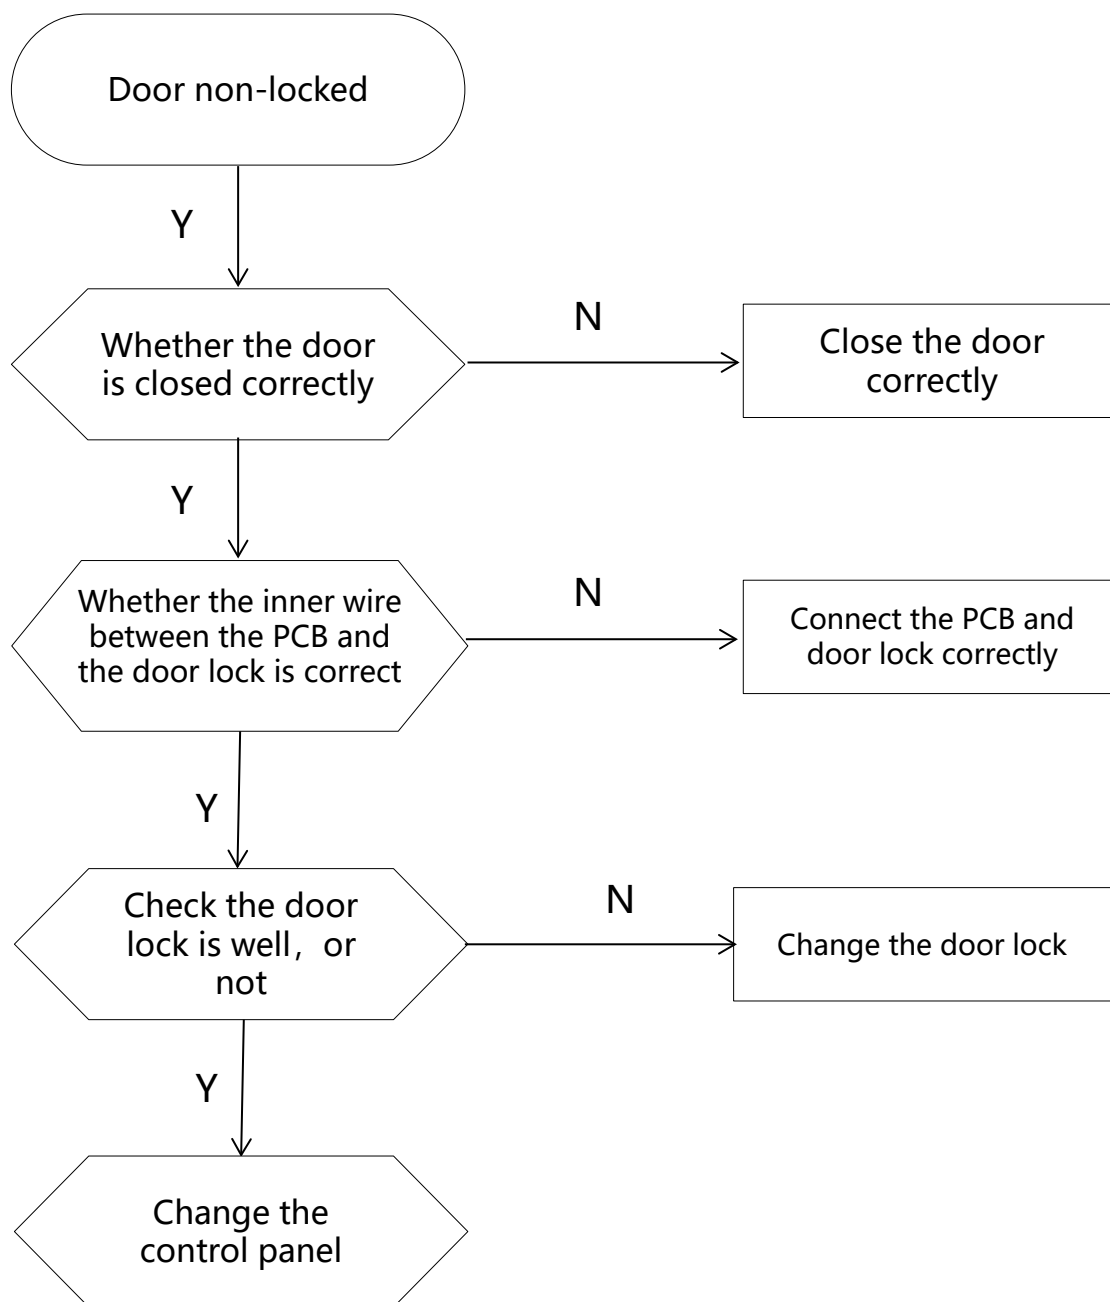 Door non-locked
Y
Whether the door
is closed correctly
N
Close the door
correctly
Y
Whether the inner wire
between the PCB and
the door lock is correct
N
Connect the PCB and
door lock correctly
Y
Check the door
lock is well，or
not
N
Change the door lock
Y
Change the
control panel